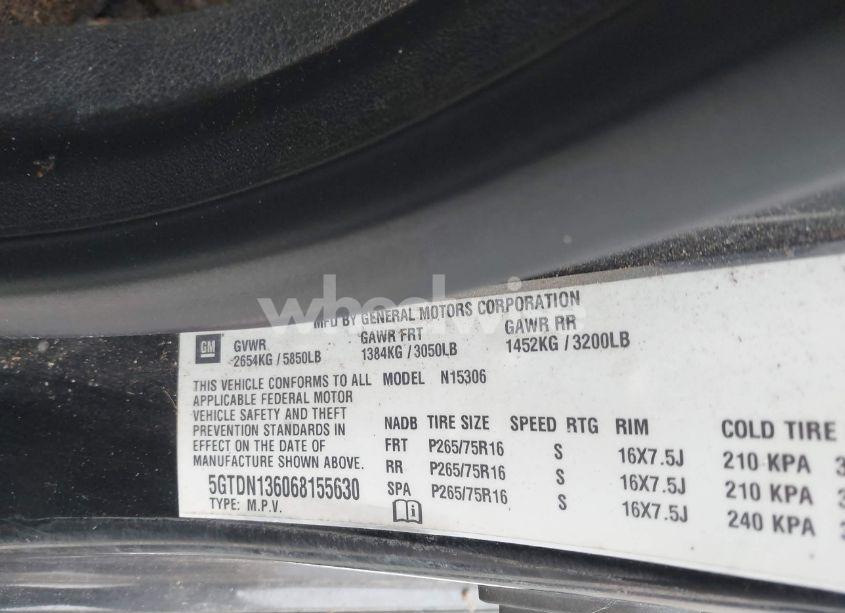 wheelwise
MFD BY GENERAL MOTORS CORPORATION
GM GVWR GAWR FRT GAWR RR
2654KG / 5850LB 1384KG / 3050LB 1452KG / 3200LB
THIS VEHICLE CONFORMS TO ALL MODEL N15306
APPLICABLE FEDERAL MOTOR
VEHICLE SAFETY AND THEFT
PREVENTION STANDARDS IN
EFFECT ON THE DATE OF
MANUFACTURE SHOWN ABOVE.
5GTDN136068155630
TYPE: M.P.V.
NADB TIRE SIZE SPEED RTG RIM COLD TIRE
FRT P265/75R16 S 16X7.5J 210 KPA
RR P265/75R16 S 16X7.5J 210 KPA
SPA P265/75R16 S 16X7.5J 240 KPA